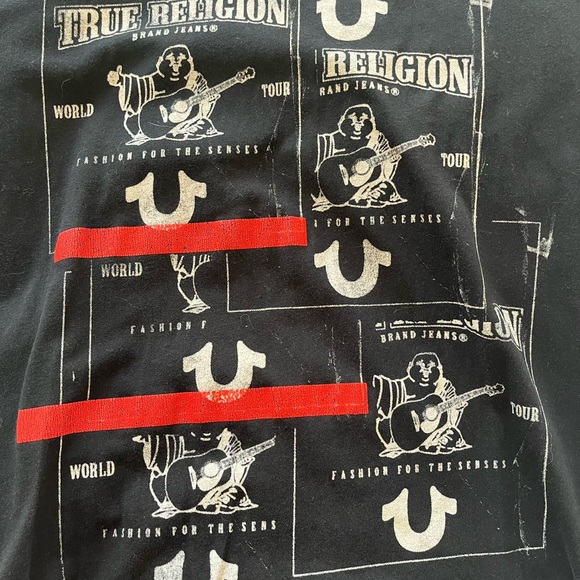 TRUE RELIGION
BRAND JEANS®
WORLD TOUR
FASHION FOR THE SENSES
RELIGION
RAND JEANS®
TOUR
FOR THE SENSES
WORLD
FASHION F
BRAND JEANS®
TOUR
FASHION FOR THE SENSES
WORLD
FASHION FOR THE SENS